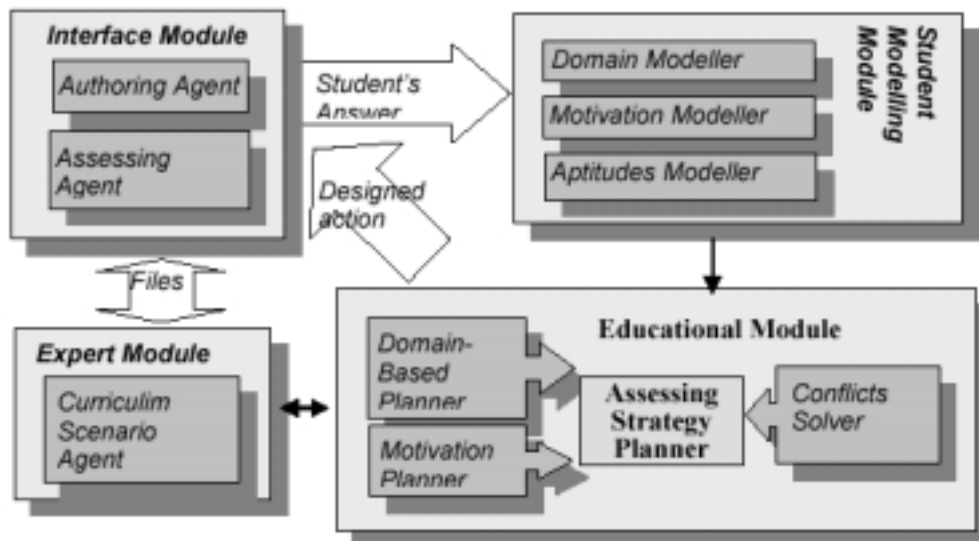 Interface Module
Authoring Agent
Assessing
Agent
Student's
Answer
Designed
action
Files
Student
Modelling
Module
Domain Modeller
Motivation Modeller
Aptitudes Modeller
Expert Module
Curriculim
Scenario
Agent
Educational Module
Domain-
Based
Planner
Motivation
Planner
Assessing
Strategy
Planner
Conflicts
Solver